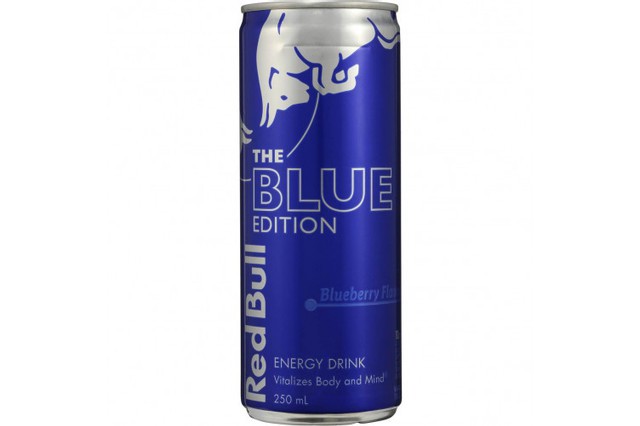 THE
BLUE
EDITION
Red Bull
Blueberry
ENERGY DRINK
Vitalizes Body and Mind®
250 mL